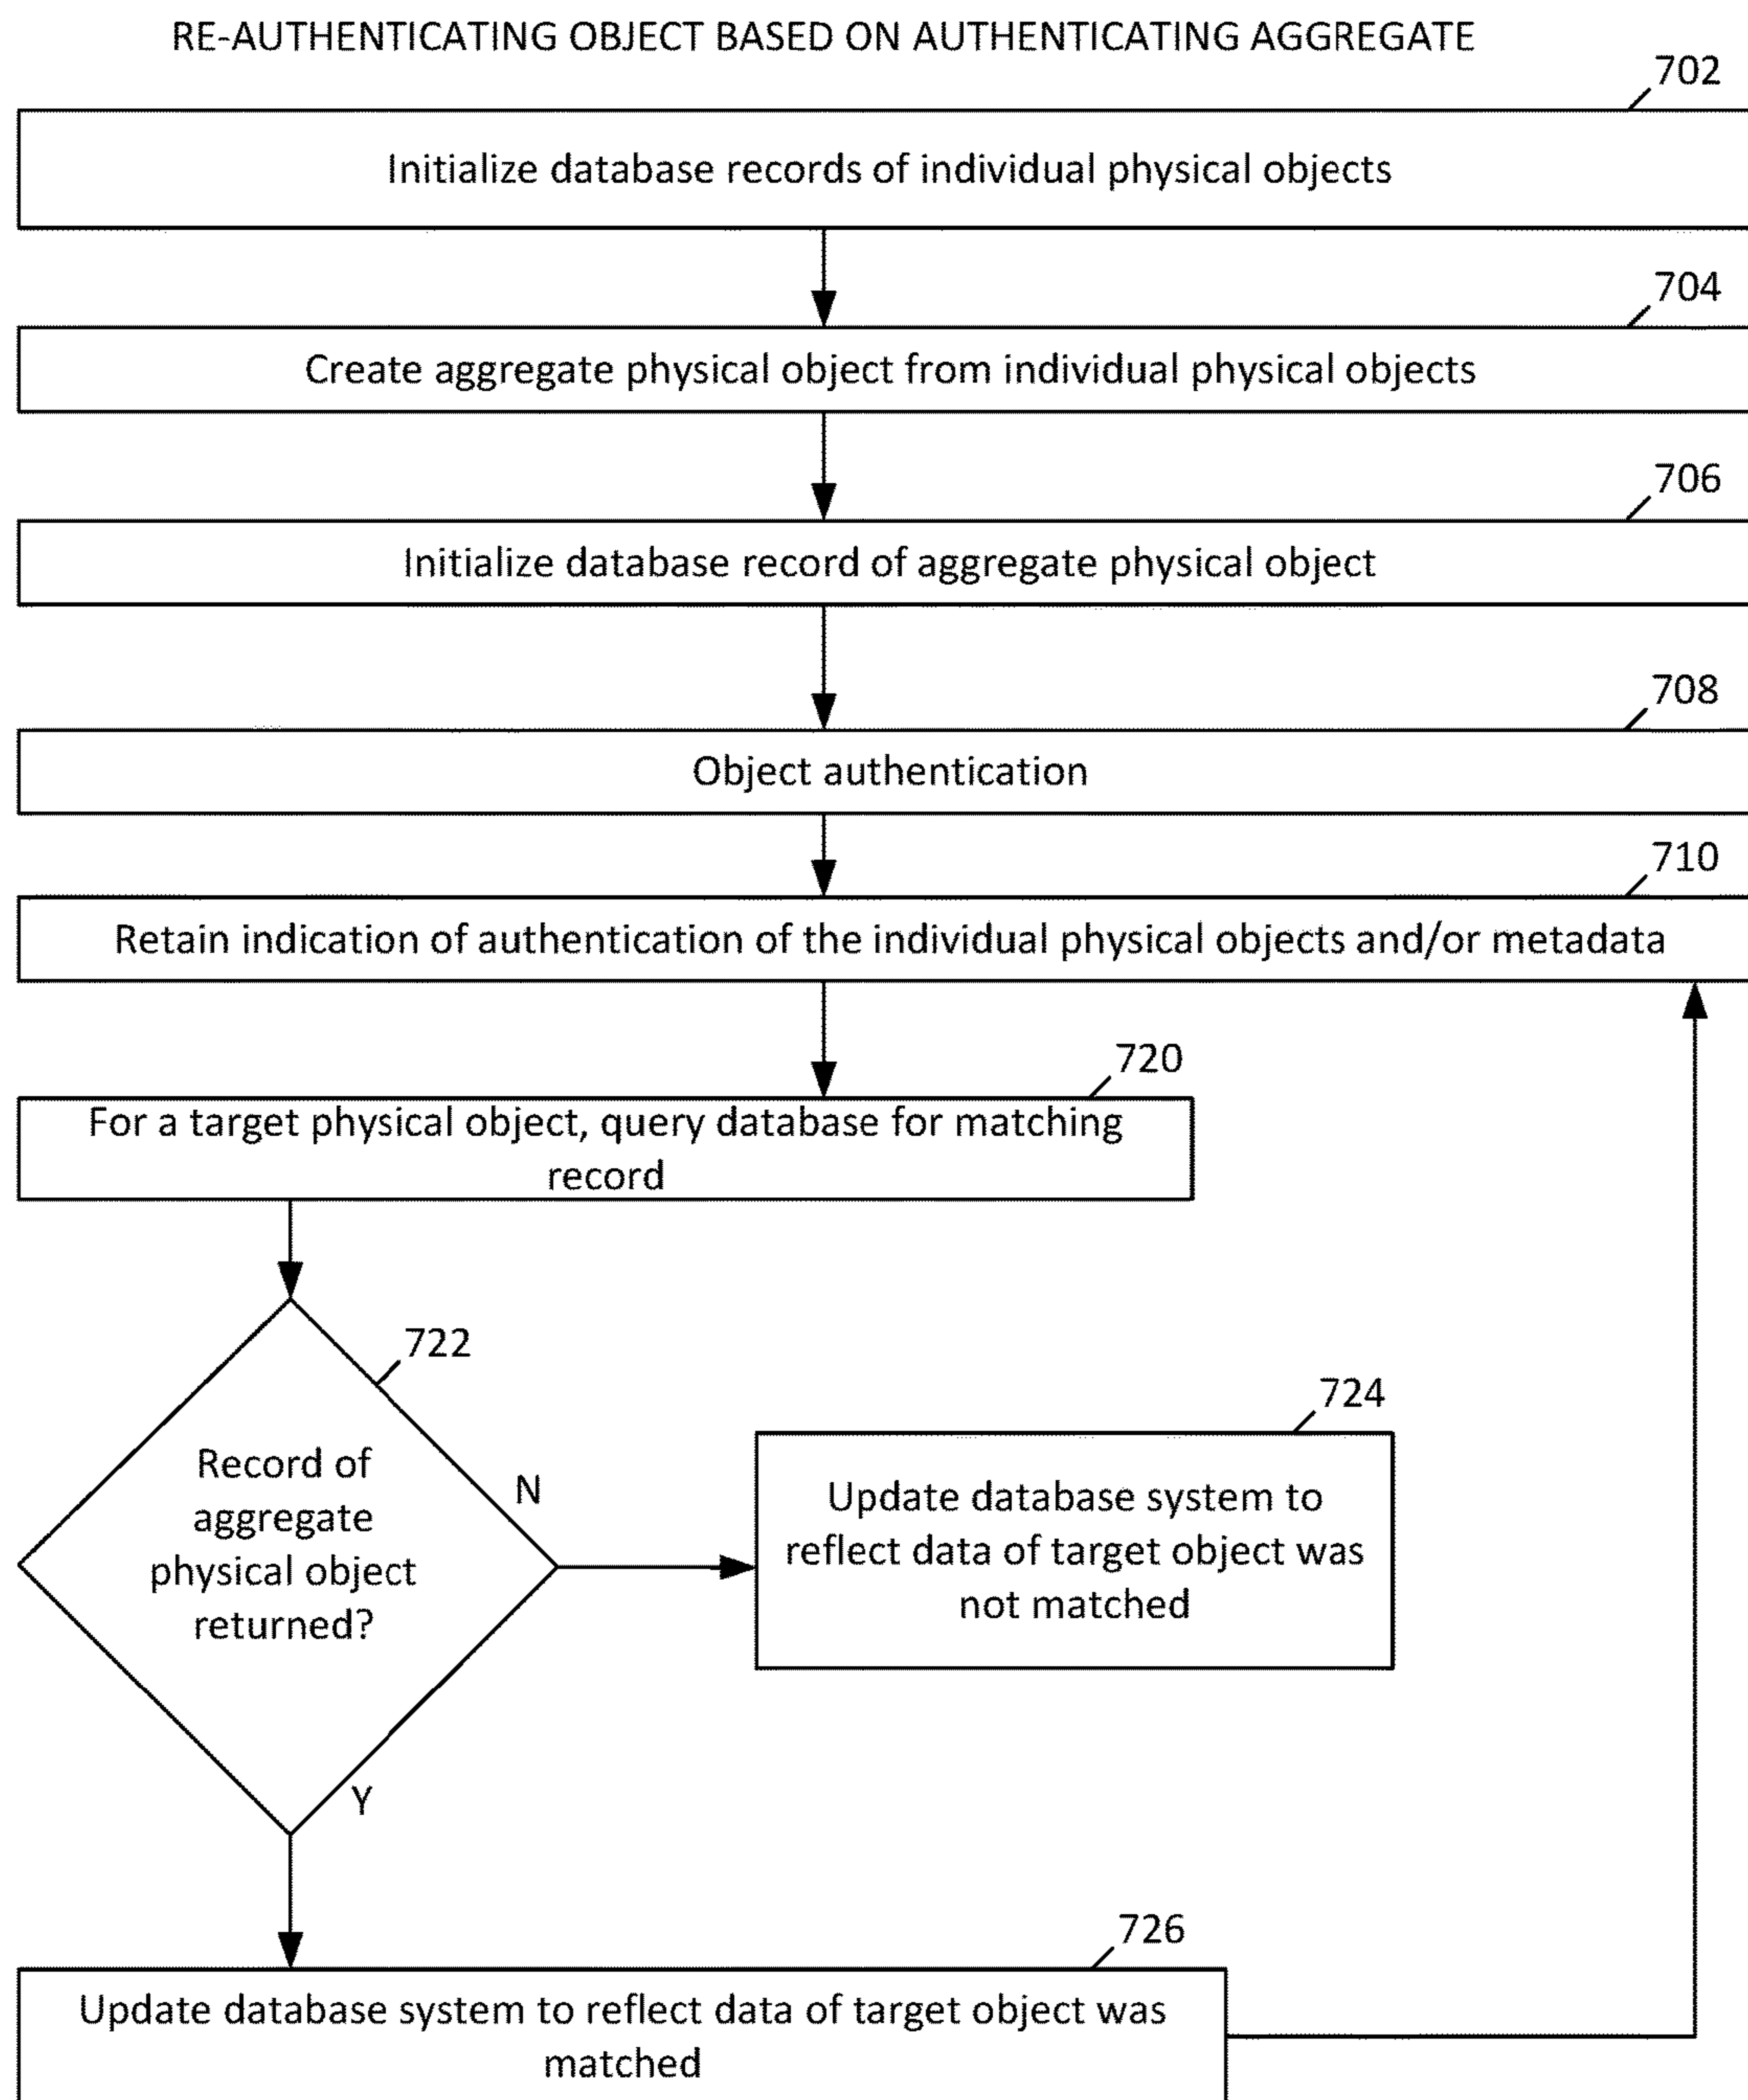 RE-AUTHENTICATING OBJECT BASED ON AUTHENTICATING AGGREGATE
702
Initialize database records of individual physical objects
704
Create aggregate physical object from individual physical objects
706
Initialize database record of aggregate physical object
708
Object authentication
710
Retain indication of authentication of the individual physical objects and/or metadata
720
For a target physical object, query database for matching
record
722
Record of
aggregate
physical object
returned?
N
Y
724
Update database system to
reflect data of target object was
not matched
726
Update database system to reflect data of target object was
matched